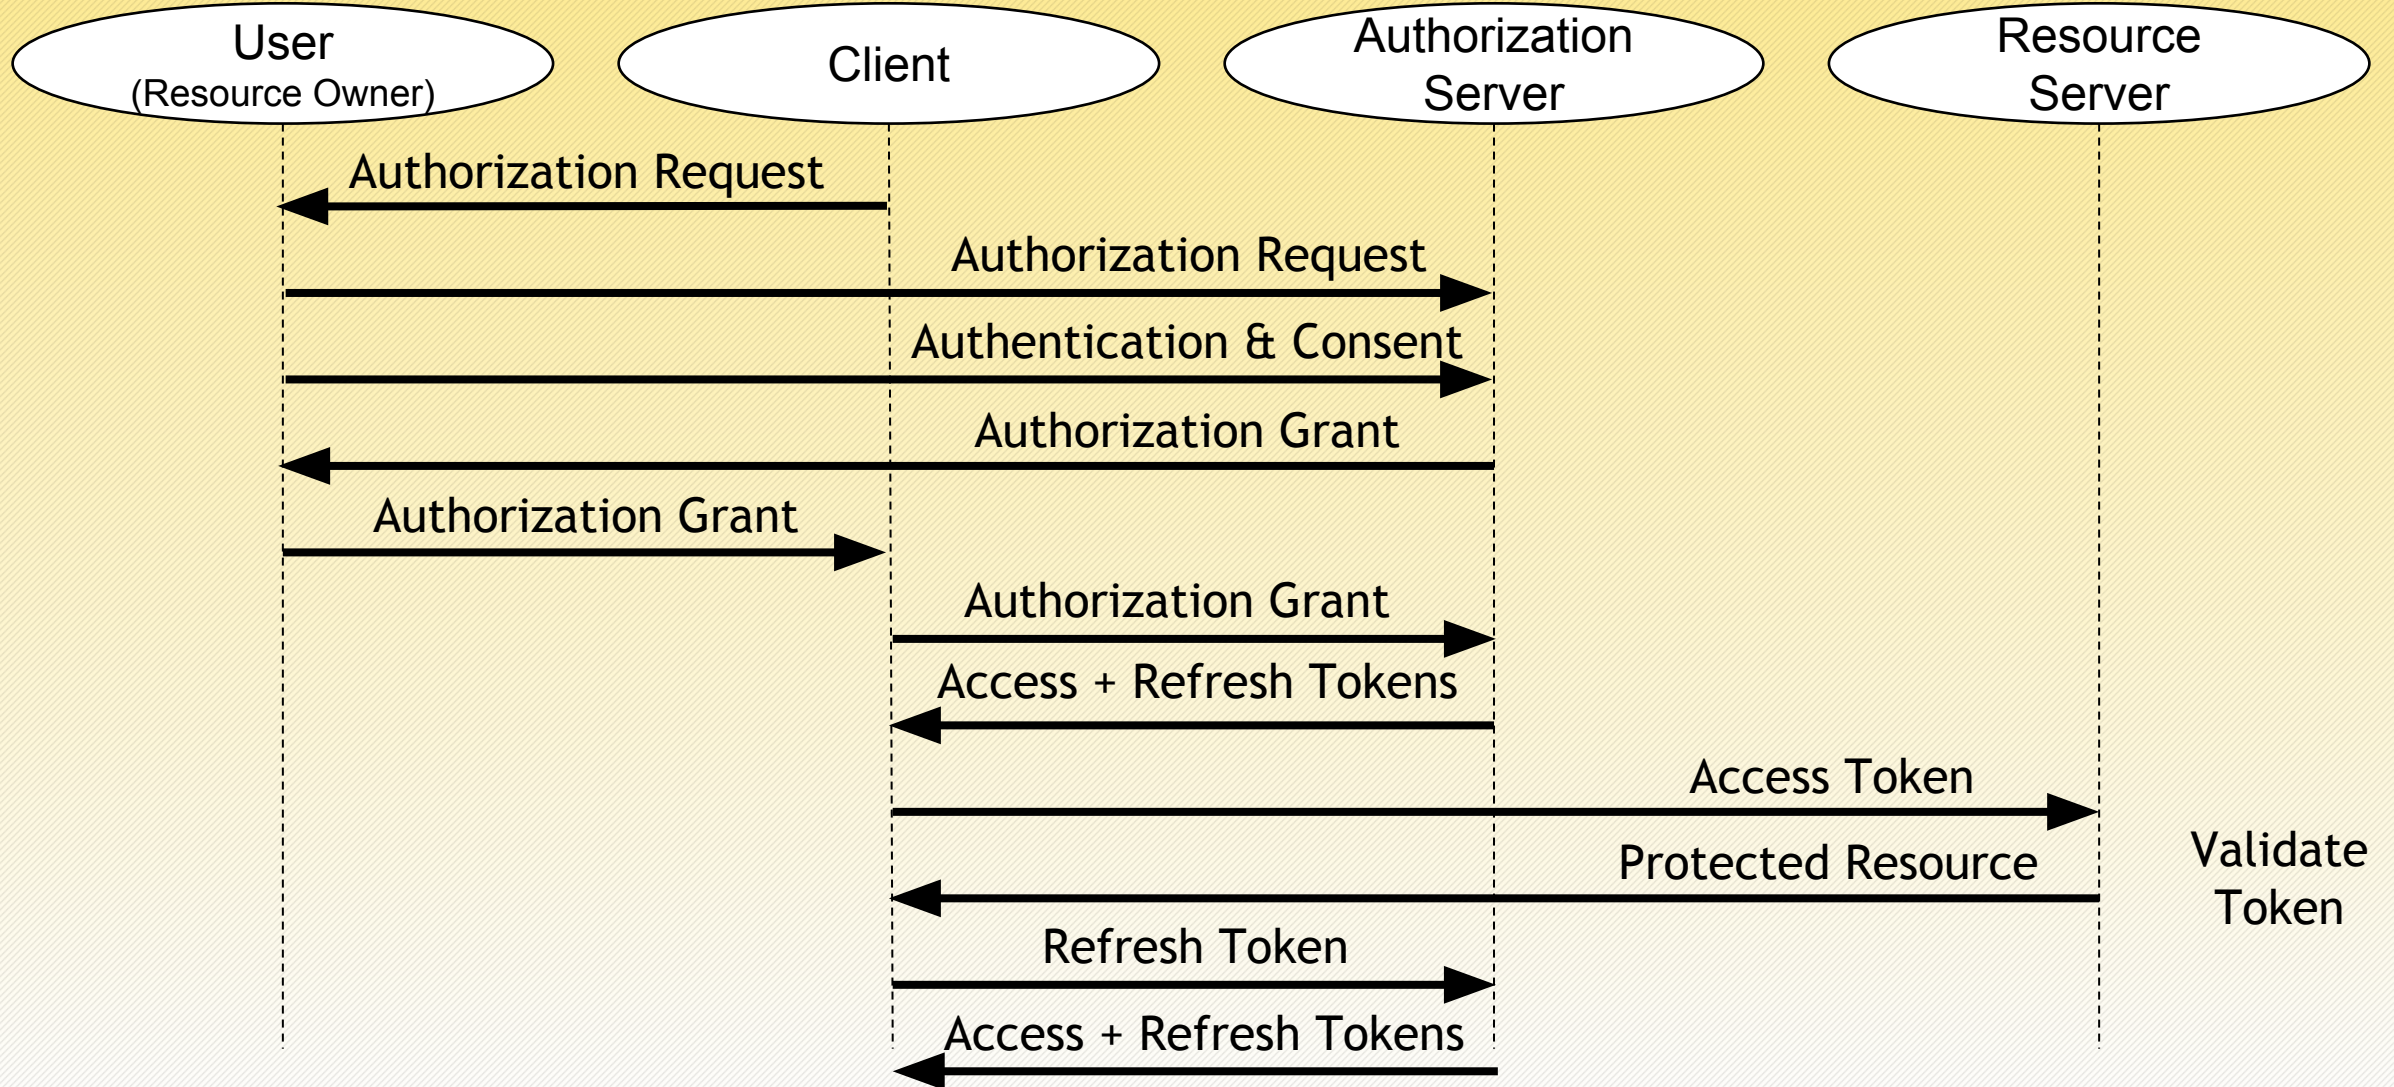 User
(Resource Owner)
Client
Authorization
Server
Resource
Server
Authorization Request
Authorization Request
Authentication & Consent
Authorization Grant
Authorization Grant
Authorization Grant
Access + Refresh Tokens
Access Token
Protected Resource
Validate
Token
Refresh Token
Access + Refresh Tokens